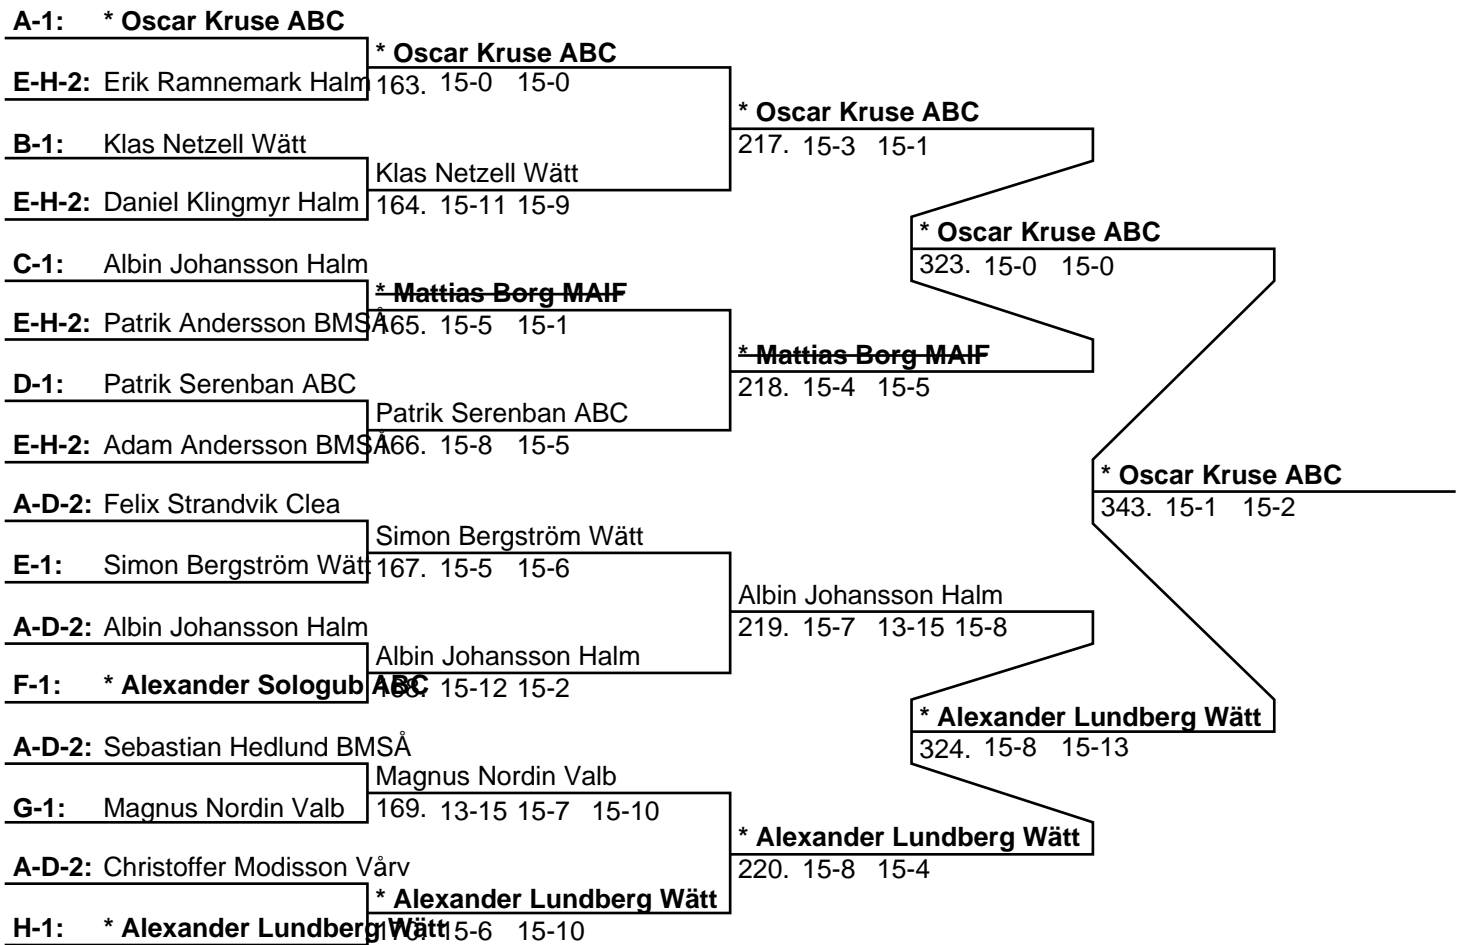 A-1: * Oscar Kruse ABC
* Oscar Kruse ABC
E-H-2: Erik Ramnemark Halm
163. 15-0 15-0
* Oscar Kruse ABC
217. 15-3 15-1
B-1: Klas Netzell Wätt
Klas Netzell Wätt
E-H-2: Daniel Klingmyr Halm
164. 15-11 15-9
* Oscar Kruse ABC
323. 15-0 15-0
C-1: Albin Johansson Halm
* Mattias Borg MAIF
E-H-2: Patrik Andersson BMSÅ
165. 15-5 15-1
* Mattias Borg MAIF
218. 15-4 15-5
D-1: Patrik Serenban ABC
Patrik Serenban ABC
E-H-2: Adam Andersson BMSÅ
166. 15-8 15-5
* Oscar Kruse ABC
343. 15-1 15-2
A-D-2: Felix Strandvik Clea
Simon Bergström Wätt
E-1: Simon Bergström Wätt
167. 15-5 15-6
Albin Johansson Halm
219. 15-7 13-15 15-8
A-D-2: Albin Johansson Halm
Albin Johansson Halm
F-1: * Alexander Sologub ABC
168. 15-12 15-2
* Alexander Lundberg Wätt
324. 15-8 15-13
A-D-2: Sebastian Hedlund BMSÅ
Magnus Nordin Valb
G-1: Magnus Nordin Valb
169. 13-15 15-7 15-10
* Alexander Lundberg Wätt
220. 15-8 15-4
A-D-2: Christoffer Modisson Vårv
* Alexander Lundberg Wätt
H-1: * Alexander Lundberg Wätt
170. 15-6 15-10